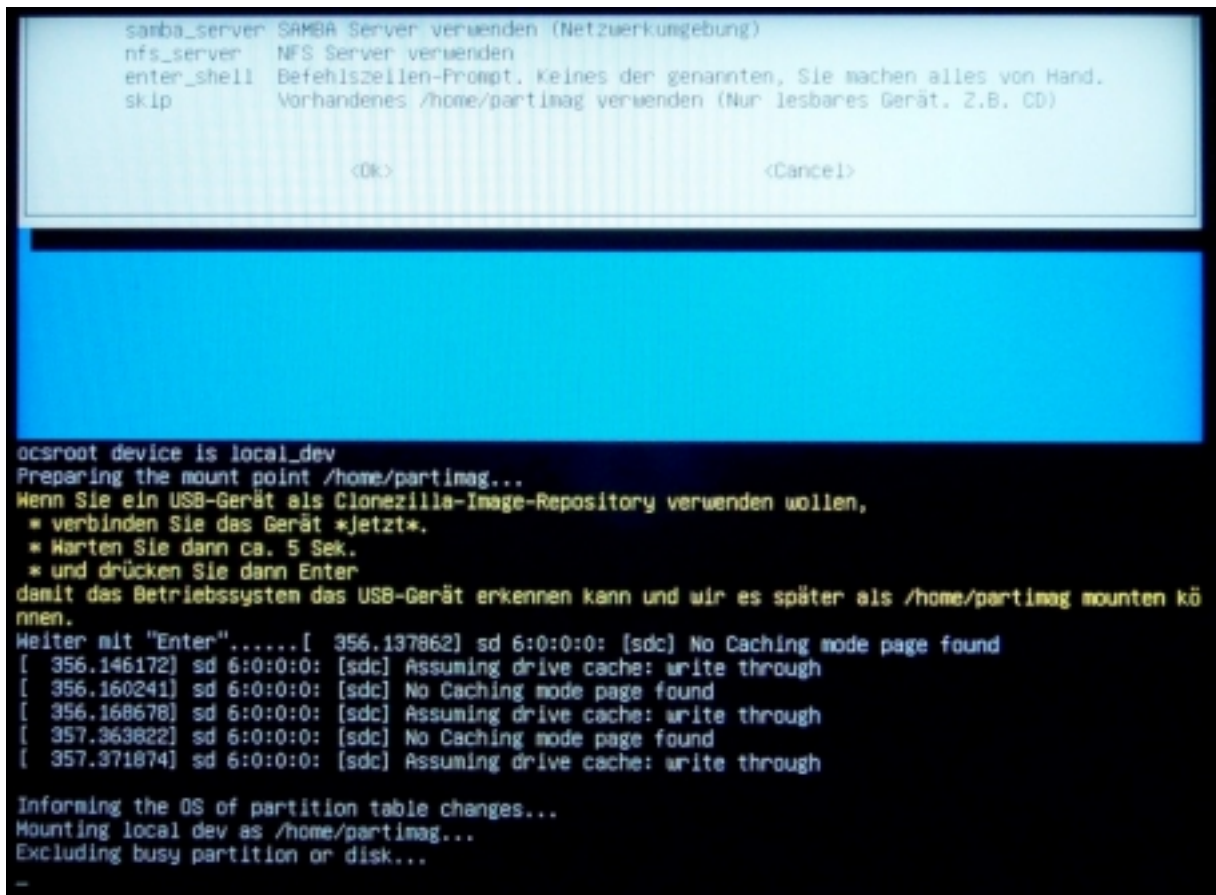 samba_server SAMBA Server verwenden (Netzwerkumgebung)
nfs_server NFS Server verwenden
enter_shell Befehlszeilen-Prompt. Keines der genannten, Sie machen alles von Hand.
skip Vorhandenes /home/partimag verwenden (Nur lesbares Gerät. Z.B. CD)
<Ok> <Cancel>
ocsroot device is local_dev
Preparing the mount point /home/partimag...
Wenn Sie ein USB-Gerät als Clonezilla-Image-Repository verwenden wollen,
* verbinden Sie das Gerät *jetzt*.
* Warten Sie dann ca. 5 Sek.
* und drücken Sie dann Enter
damit das Betriebssystem das USB-Gerät erkennen kann und wir es später als /home/partimag mounten kö
nnen.
Weiter mit "Enter"......[ 356.137862] sd 6:0:0:0: [sdc] No Caching mode page found
[ 356.146172] sd 6:0:0:0: [sdc] Assuming drive cache: write through
[ 356.160241] sd 6:0:0:0: [sdc] No Caching mode page found
[ 356.168678] sd 6:0:0:0: [sdc] Assuming drive cache: write through
[ 357.363822] sd 6:0:0:0: [sdc] No Caching mode page found
[ 357.371874] sd 6:0:0:0: [sdc] Assuming drive cache: write through
Informing the OS of partition table changes...
Mounting local dev as /home/partimag...
Excluding busy partition or disk...
_